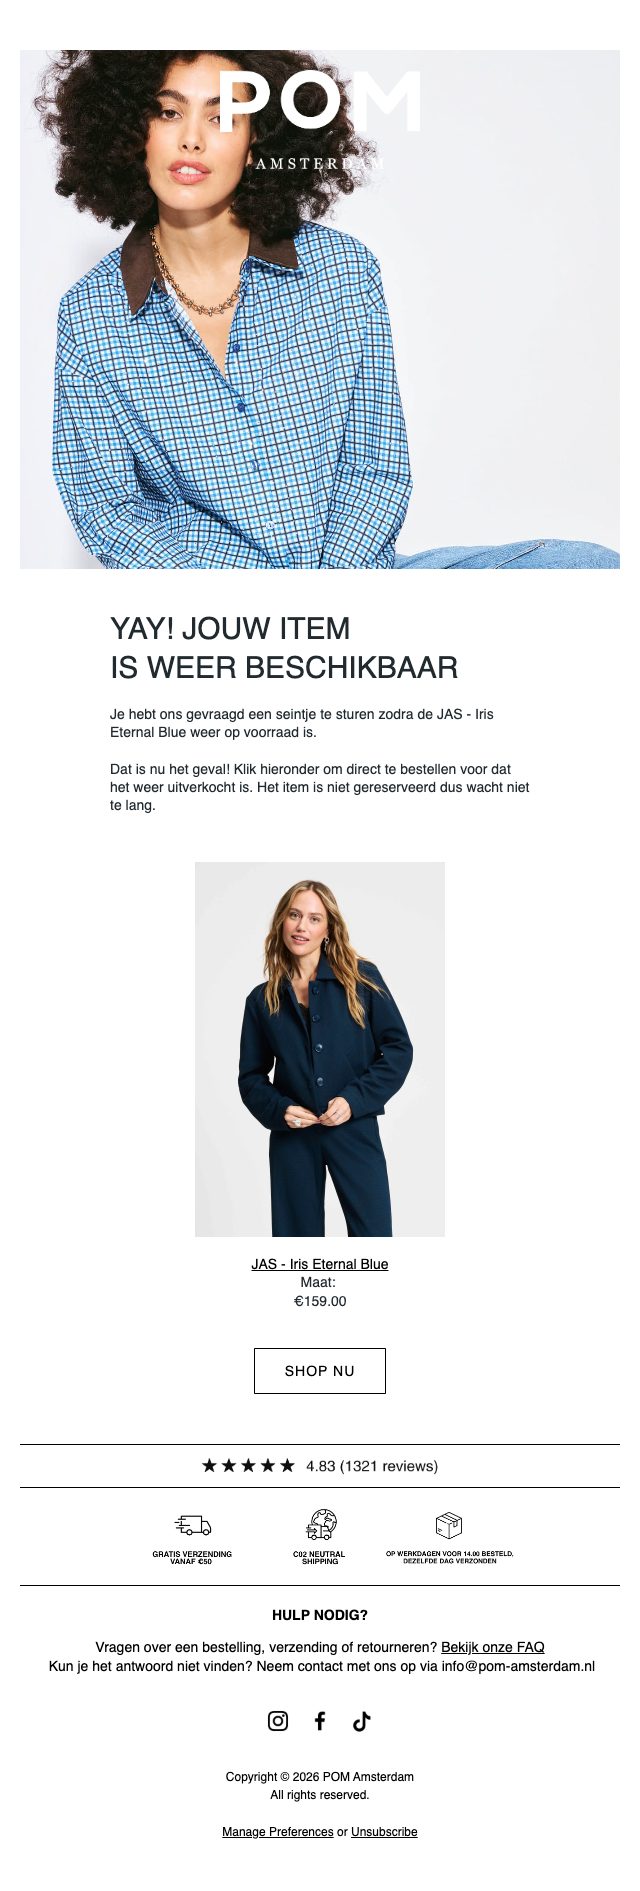 POM
AMSTERDAM
YAY! JOUW ITEM
IS WEER BESCHIKBAAR
Je hebt ons gevraagd een seintje te sturen zodra de JAS - Iris
Eternal Blue weer op voorraad is.
Dat is nu het geval! Klik hieronder om direct te bestellen voor dat
het weer uitverkocht is. Het item is niet gereserveerd dus wacht niet
te lang.
JAS - Iris Eternal Blue
Maat:
€159.00
SHOP NU
★★★★★ 4.83 (1321 reviews)
GRATIS VERZENDING
VANAF €50
C02 NEUTRAL
SHIPPING
OP WERKDAGEN VOOR 14.00 BESTELD,
DEZELFDE DAG VERZONDEN
HULP NODIG?
Vragen over een bestelling, verzending of retourneren? Bekijk onze FAQ
Kun je het antwoord niet vinden? Neem contact met ons op via info@pom-amsterdam.nl
Copyright © 2026 POM Amsterdam
All rights reserved.
Manage Preferences or Unsubscribe